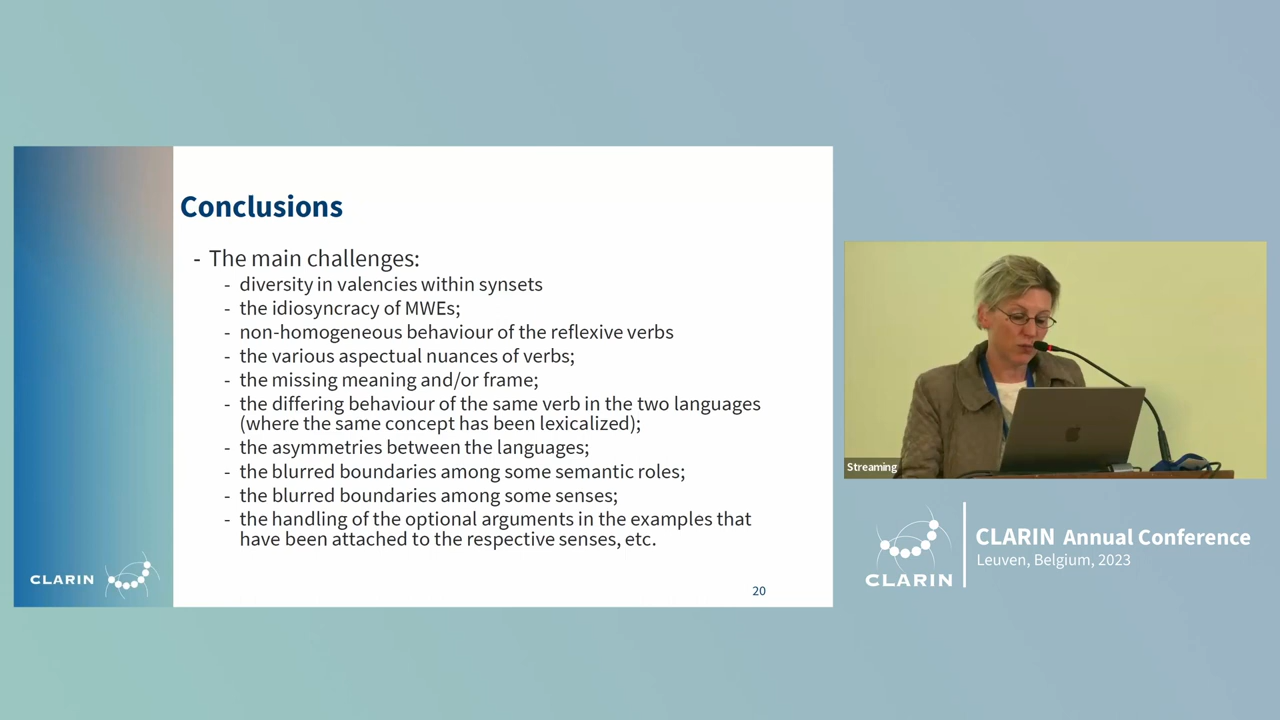 Conclusions
- The main challenges:
- diversity in valencies within synsets
- the idiosyncracy of MWEs;
- non-homogeneous behaviour of the reflexive verbs
- the various aspectual nuances of verbs;
- the missing meaning and/or frame;
- the differing behaviour of the same verb in the two languages
(where the same concept has been lexicalized);
- the asymmetries between the languages;
- the blurred boundaries among some semantic roles;
- the blurred boundaries among some senses;
- the handling of the optional arguments in the examples that
have been attached to the respective senses, etc.
CLARIN
20
Streaming
CLARIN
CLARIN Annual Conference
Leuven, Belgium, 2023